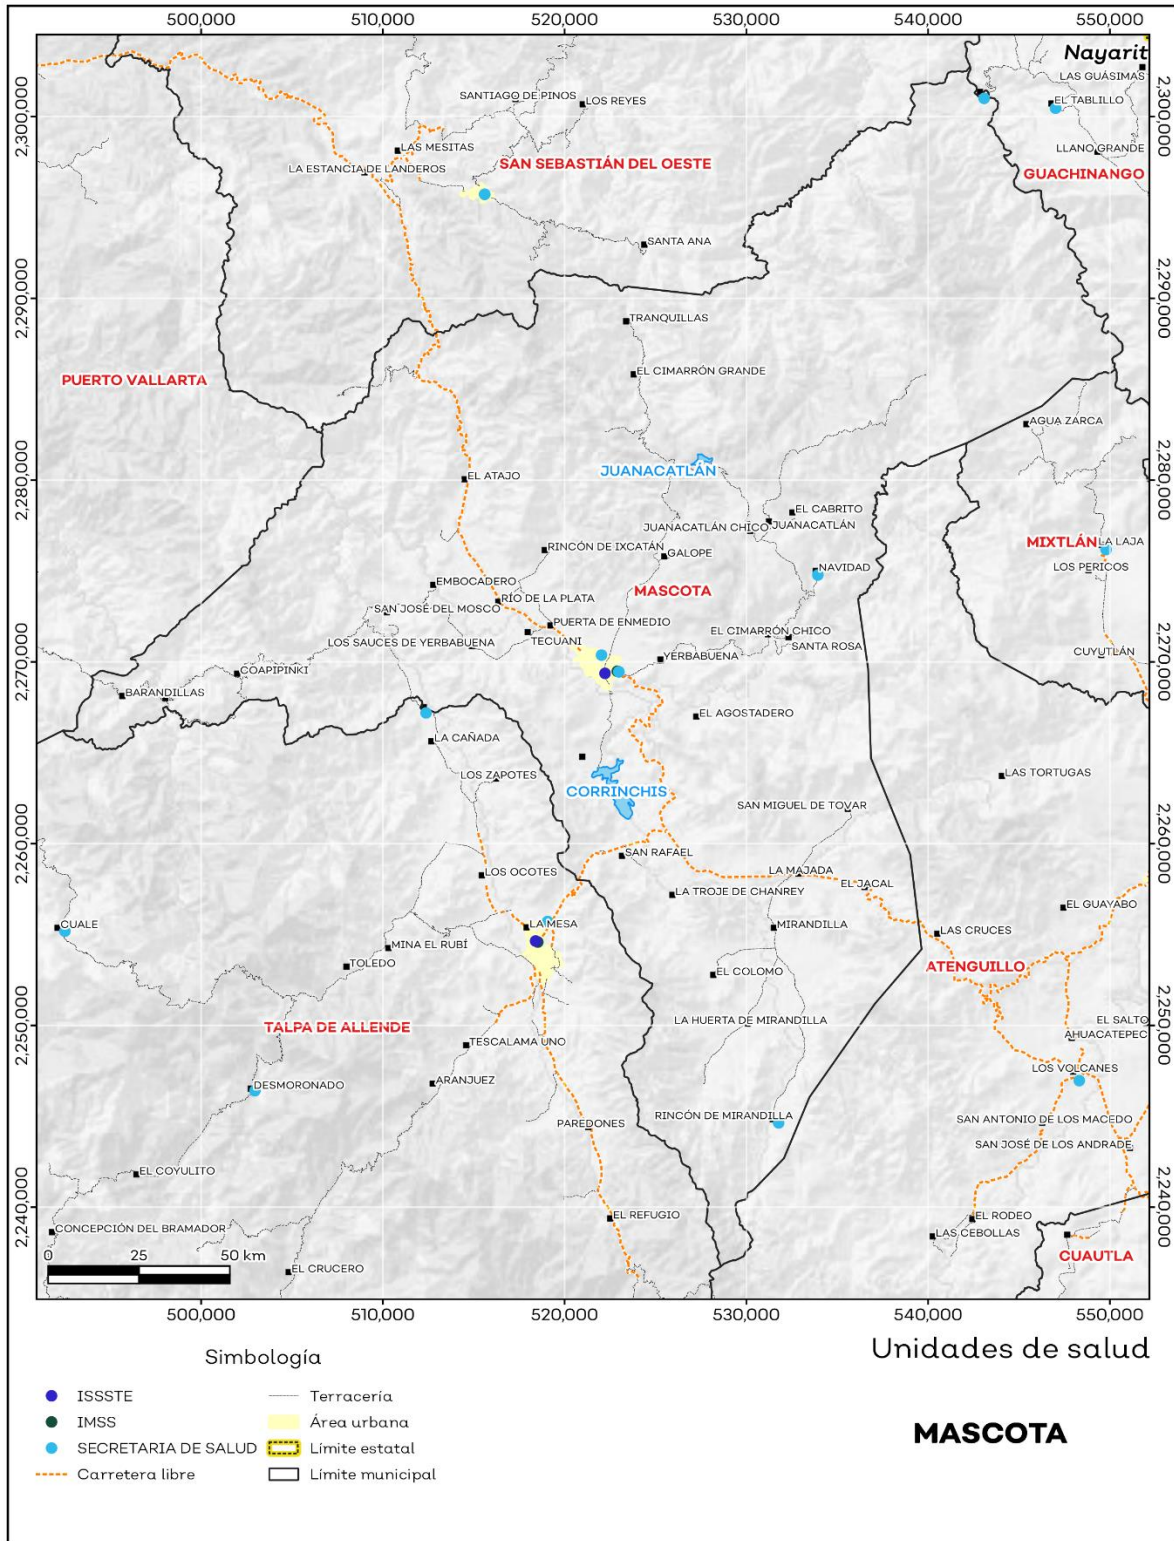 500,000 510,000 520,000 530,000 540,000 550,000
Nayarit
LAS GUÁSIMAS
SANTIAGO DE PINOS
LOS REYES
EL TABLILLO
2,300,000
2,300,000
LAS MESITAS
LLANO GRANDE
SAN SEBASTIÁN DEL OESTE
LA ESTANCIA DE LANDEROS
GUACHINANGO
SANTA ANA
2,290,000
2,290,000
TRANQUILLAS
EL CIMARRÓN GRANDE
PUERTO VALLARTA
AGUA ZARCA
JUANACATLÁN
EL ATAJO
2,280,000
2,280,000
EL CABRITO
JUANACATLÁN CHICO
JUANACATLÁN
MIXTLÁN
LA LAJA
RINCÓN DE IXCATÁN
GALOPE
LOS PERICOS
NAVIDAD
EMBOCADERO
MASCOTA
RÍO DE LA PLATA
SAN JOSÉ DEL MOSCO
PUERTA DE ENMEDIO
EL CIMARRÓN CHICO
TECUANI
LOS SAUCES DE YERBABUENA
SANTA ROSA
CUYUTLÁN
YERBABUENA
2,270,000
2,270,000
COAPIPINKI
BARANDILLAS
EL AGOSTADERO
LA CAÑADA
LOS ZAPOTES
LAS TORTUGAS
CORRINCHIS
SAN MIGUEL DE TOVAR
2,260,000
2,260,000
SAN RAFAEL
LOS OCOTES
LA MAJADA
EL JACAL
LA TROJE DE CHANREY
EL GUAYABO
CUALE
LA MESA
MIRANDILLA
LAS CRUCES
MINA EL RUBÍ
TOLEDO
ATENGUILLO
EL COLOMO
2,250,000
2,250,000
TALPA DE ALLENDE
LA HUERTA DE MIRANDILLA
EL SALTO
AHUACATEPEC
TESCALAMA UNO
LOS VOLCANES
DESMORONADO
ARANJUEZ
RINCÓN DE MIRANDILLA
SAN ANTONIO DE LOS MACEDO
PAREDONES
SAN JOSÉ DE LOS ANDRADE
EL COYULITO
2,240,000
2,240,000
EL REFUGIO
EL RODEO
CONCEPCIÓN DEL BRAMADOR
LAS CEBOLLAS
0 25 50 km
CUAUTLA
EL CRUCERO
500,000 510,000 520,000 530,000 540,000 550,000
Simbología
Unidades de salud
ISSSTE
IMSS
SECRETARIA DE SALUD
Carretera libre
Terracería
Área urbana
Límite estatal
Límite municipal
MASCOTA